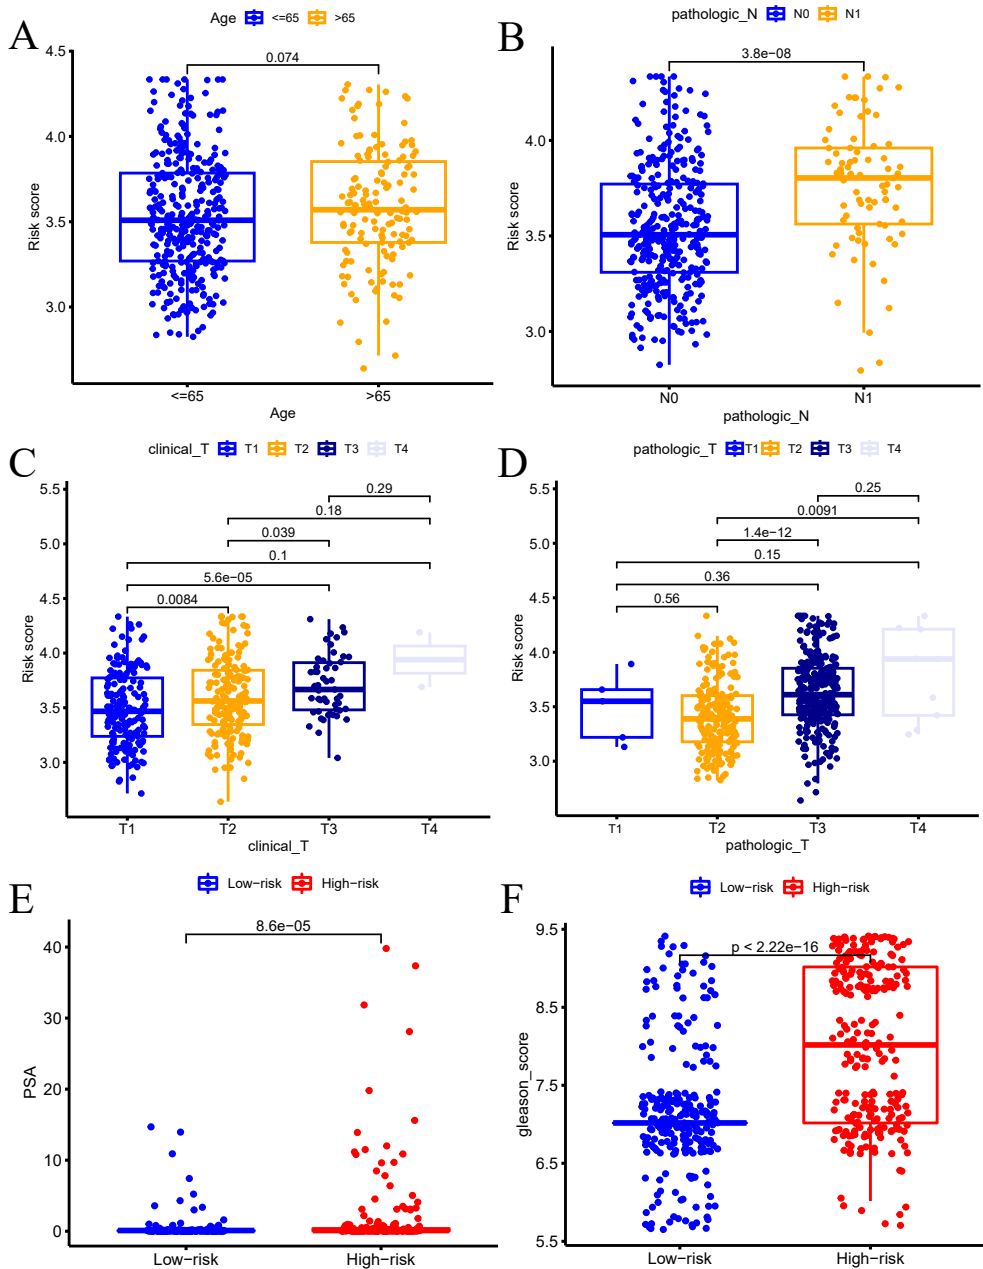 A
Age <=65 >65
4.5
4.0
3.5
3.0
Risk score
0.074
<=65 >65
Age
B
pathologic_N N0 N1
4.0
3.5
3.0
Risk score
3.8e−08
N0 N1
pathologic_N
C
clinical_T T1 T2 T3 T4
5.5
5.0
4.5
4.0
3.5
3.0
Risk score
0.29
0.18
0.039
0.1
5.6e−05
0.0084
T1 T2 T3 T4
clinical_T
D
pathologic_T T1 T2 T3 T4
5.5
5.0
4.5
4.0
3.5
3.0
Risk score
0.25
0.0091
1.4e−12
0.15
0.36
0.56
T1 T2 T3 T4
pathologic_T
E
Low−risk High−risk
40
30
20
10
0
PSA
8.6e−05
Low−risk High−risk
F
Low−risk High−risk
9.5
8.5
7.5
6.5
5.5
gleason_score
p < 2.22e−16
Low−risk High−risk